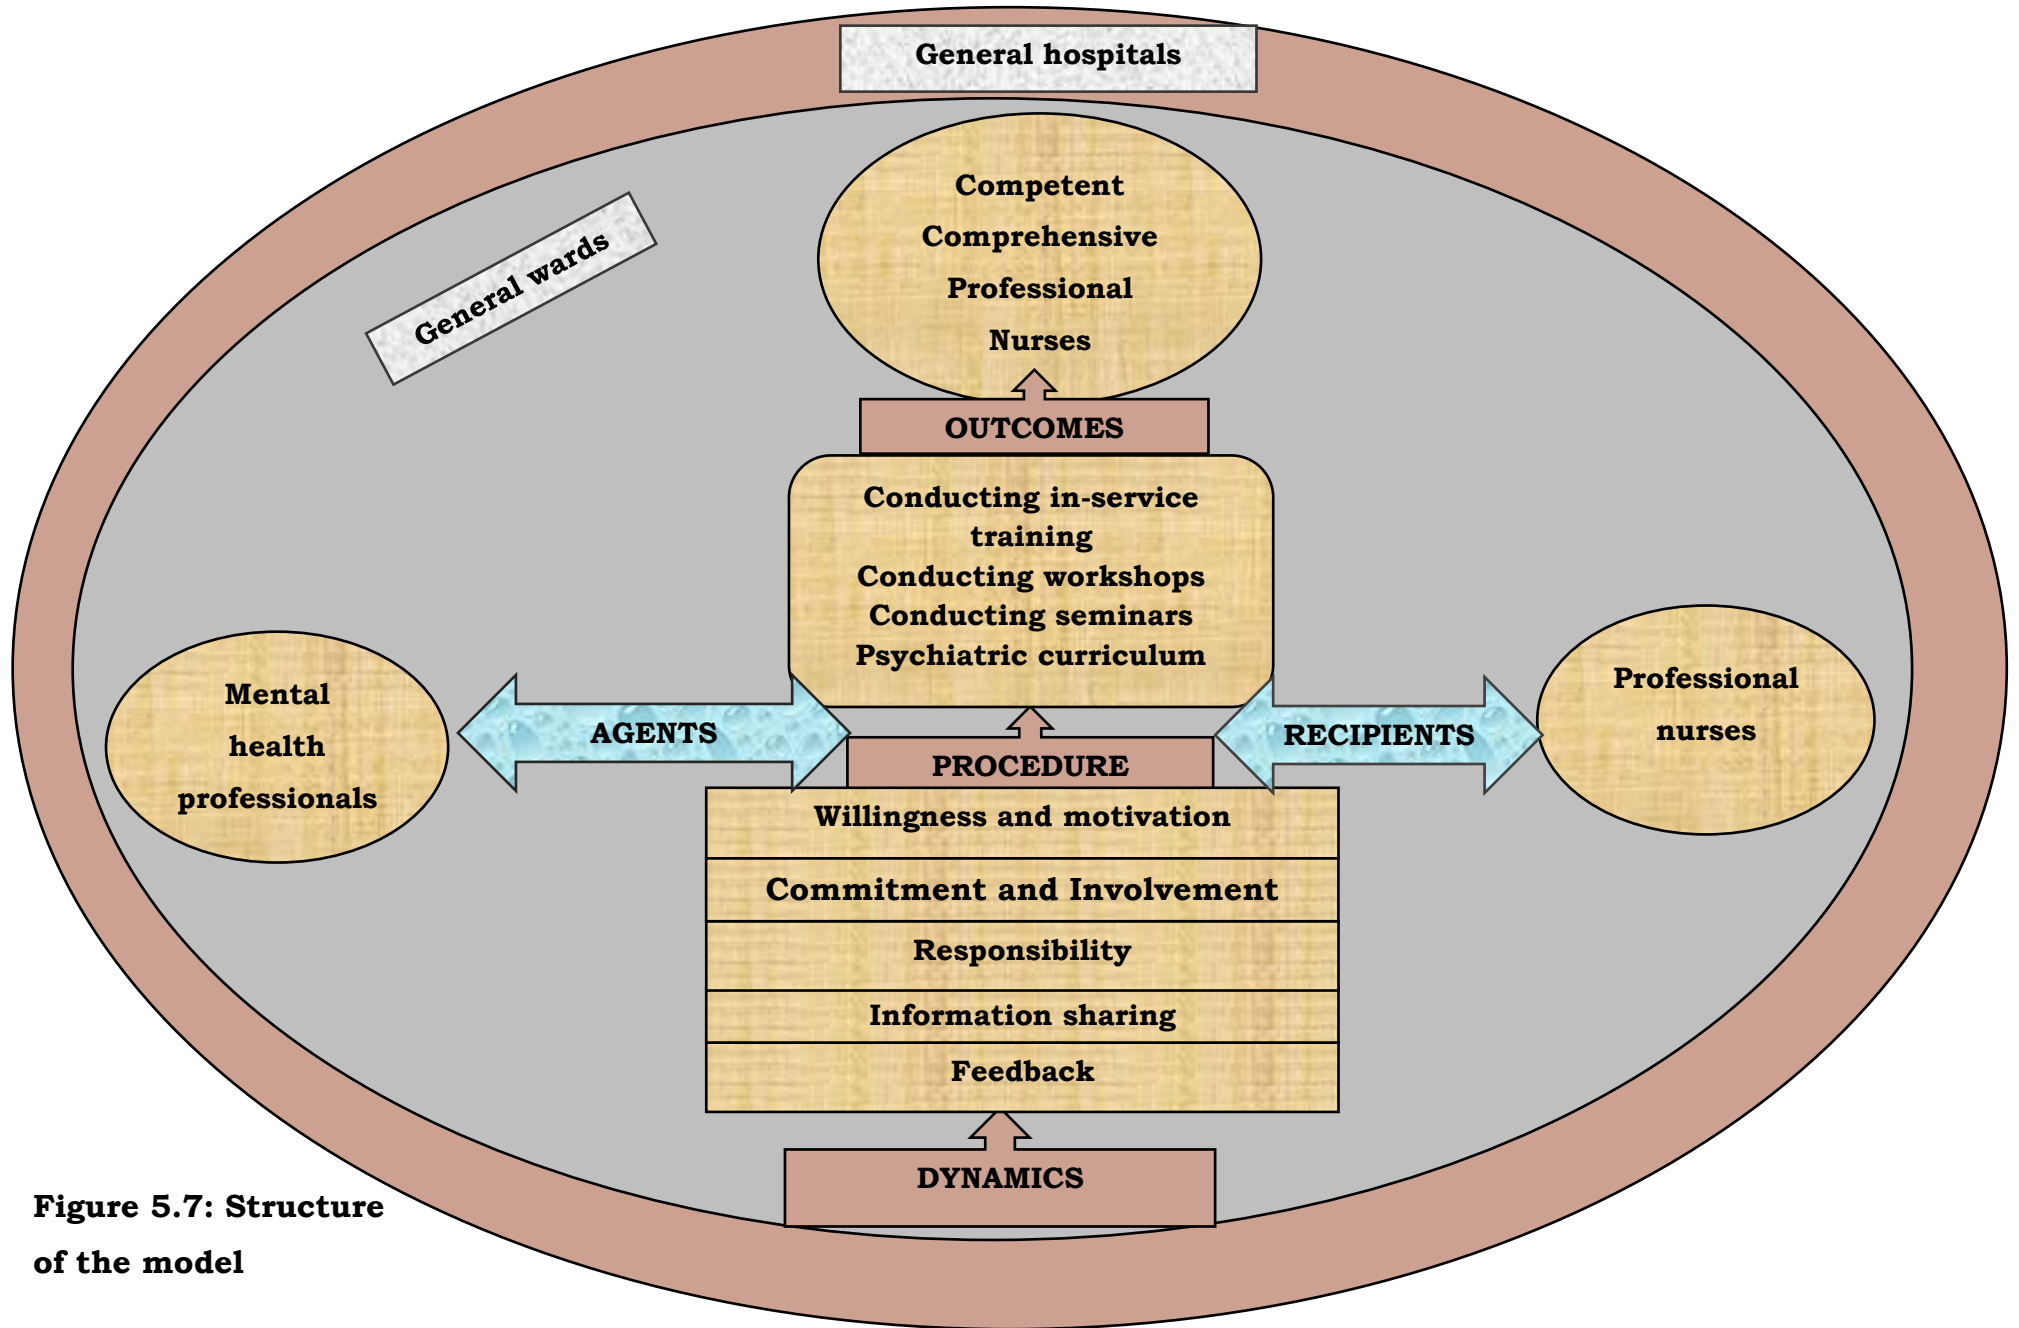 General hospitals
General wards
Competent
Comprehensive
Professional
Nurses
OUTCOMES
Conducting in-service
training
Conducting workshops
Conducting seminars
Psychiatric curriculum
Mental
health
professionals
AGENTS
RECIPIENTS
Professional
nurses
PROCEDURE
Willingness and motivation
Commitment and Involvement
Responsibility
Information sharing
Feedback
DYNAMICS
Figure 5.7: Structure
of the model